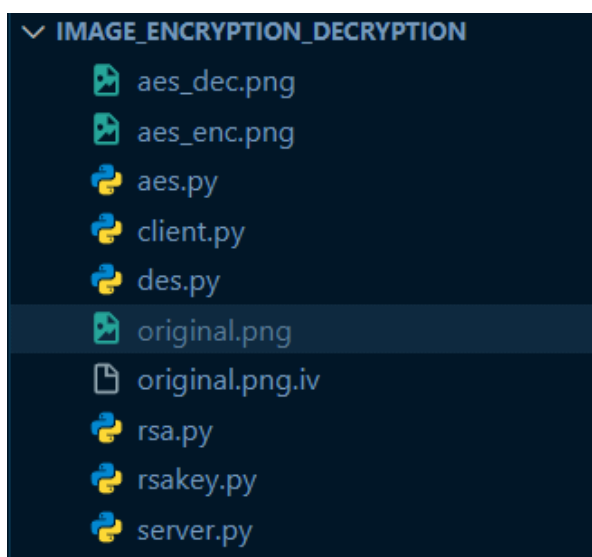 IMAGE_ENCRYPTION_DECRYPTION
aes_dec.png
aes_enc.png
aes.py
client.py
des.py
original.png
original.png.iv
rsa.py
rsakey.py
server.py